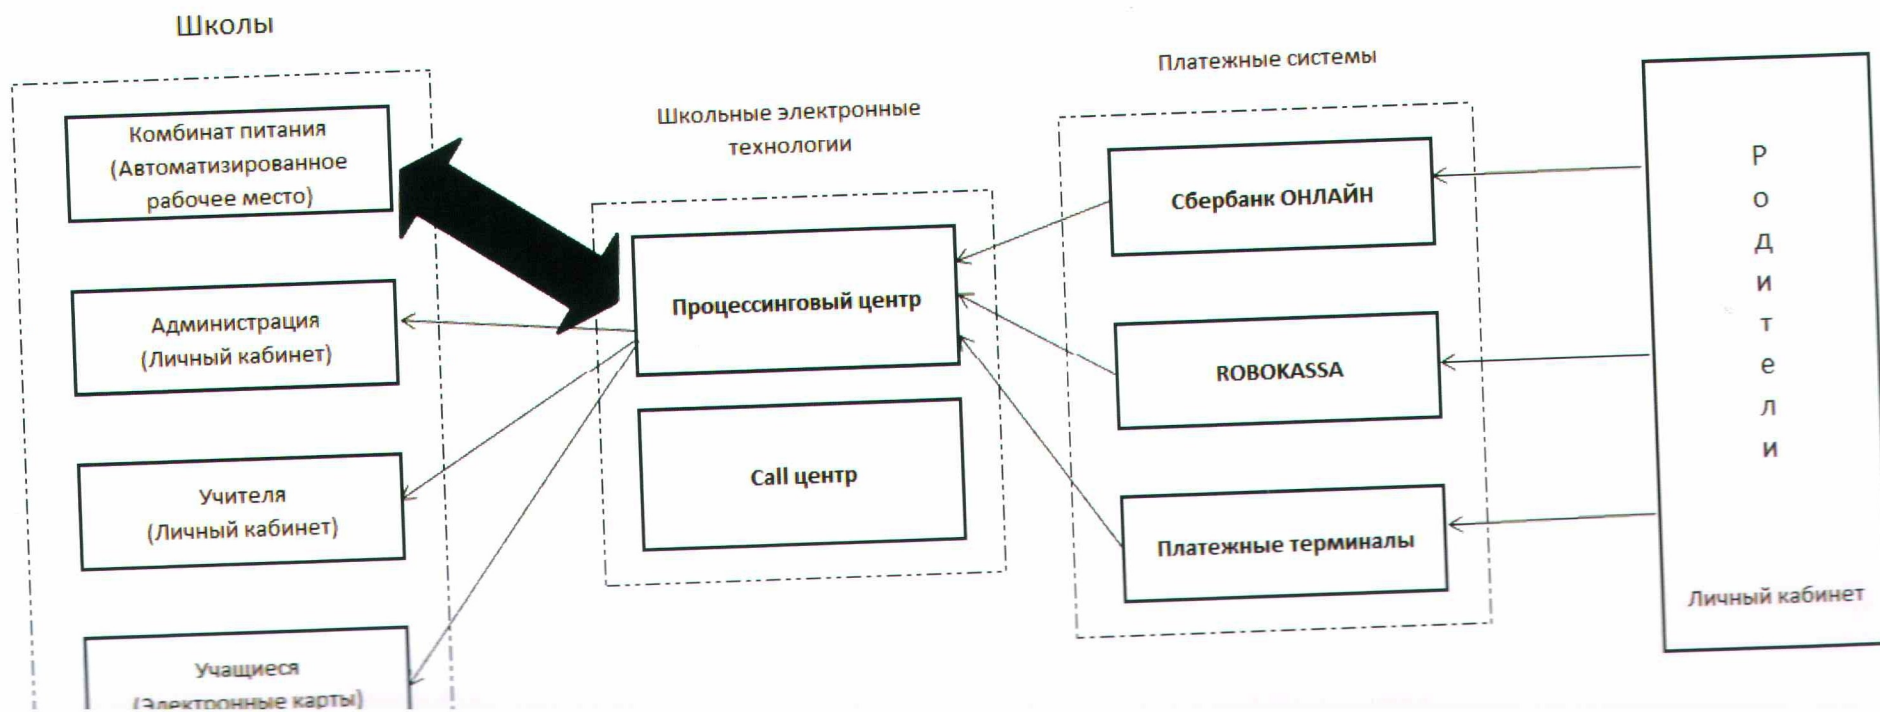 Школы
Комбинат питания
(Автоматизированное
рабочее место)
Администрация
(Личный кабинет)
Учителя
(Личный кабинет)
Учащиеся
(Электронные карты)
Школьные электронные
технологии
Процессинговый центр
Call центр
Платежные системы
Сбербанк ОНЛАЙН
ROBOKASSA
Платежные терминалы
Р
о
д
и
т
е
л
и
Личный кабинет